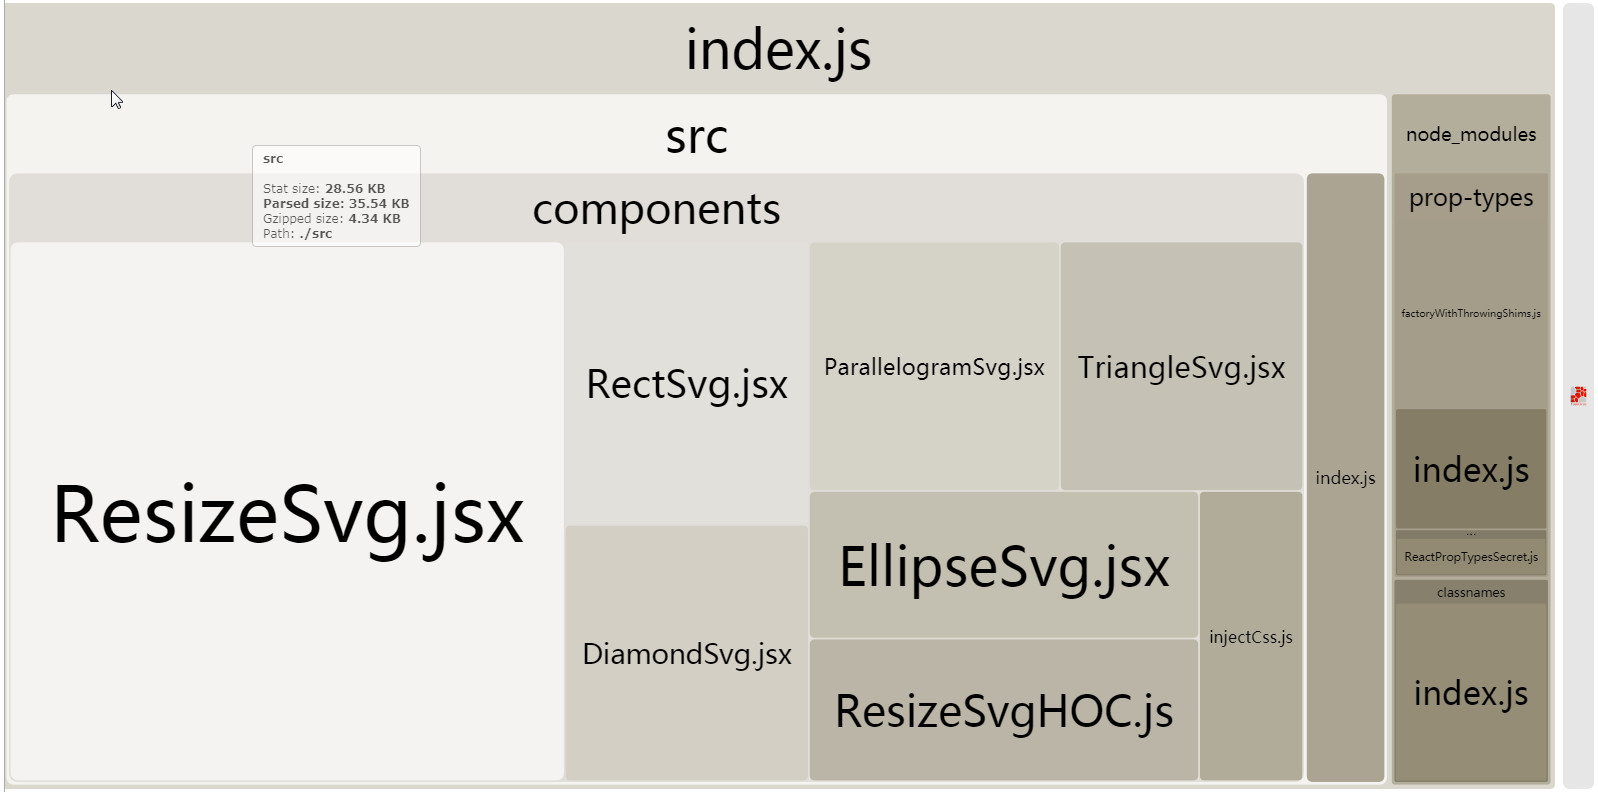 index.js
src
node_modules
src
Stat size: 28.56 KB
Parsed size: 35.54 KB
Gzipped size: 4.34 KB
Path: ./src
components
prop-types
ResizeSvg.jsx
RectSvg.jsx
DiamondSvg.jsx
ParallelogramSvg.jsx
TriangleSvg.jsx
EllipseSvg.jsx
ResizeSvgHOC.js
injectCss.js
index.js
factoryWithThrowingShims.js
index.js
...
ReactPropTypesSecret.js
classnames
index.js